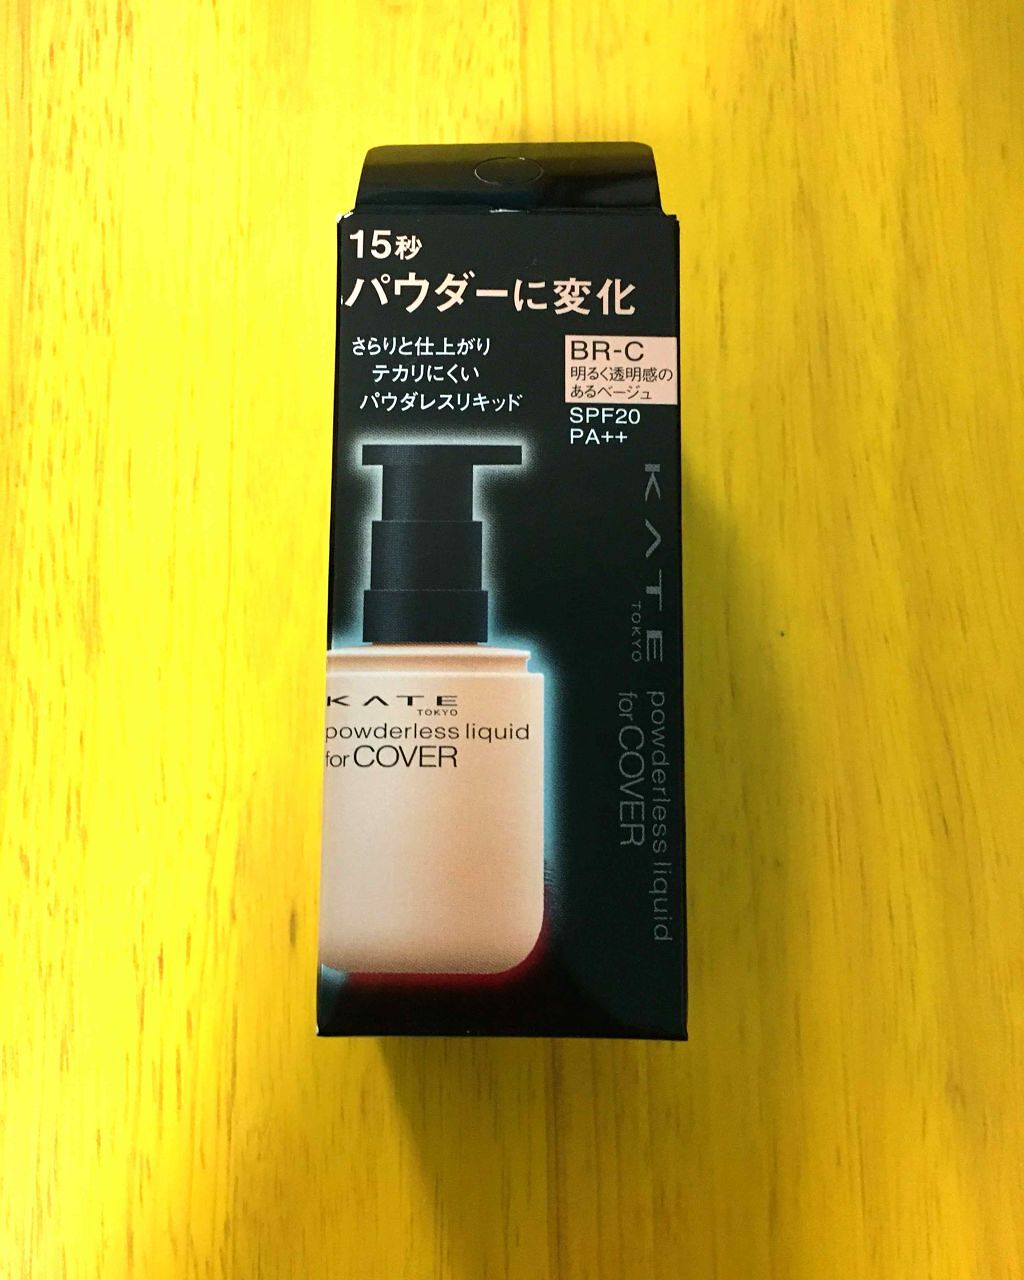 15秒
パウダーに変化
さらりと仕上がり
テカリにくい
パウダレスリキッド
BR-C
明るく透明感の
あるベージュ
SPF20
PA++
KATE
TOKYO
powderless liquid
for COVER
KATE
TOKYO
powderless liquid
for COVER